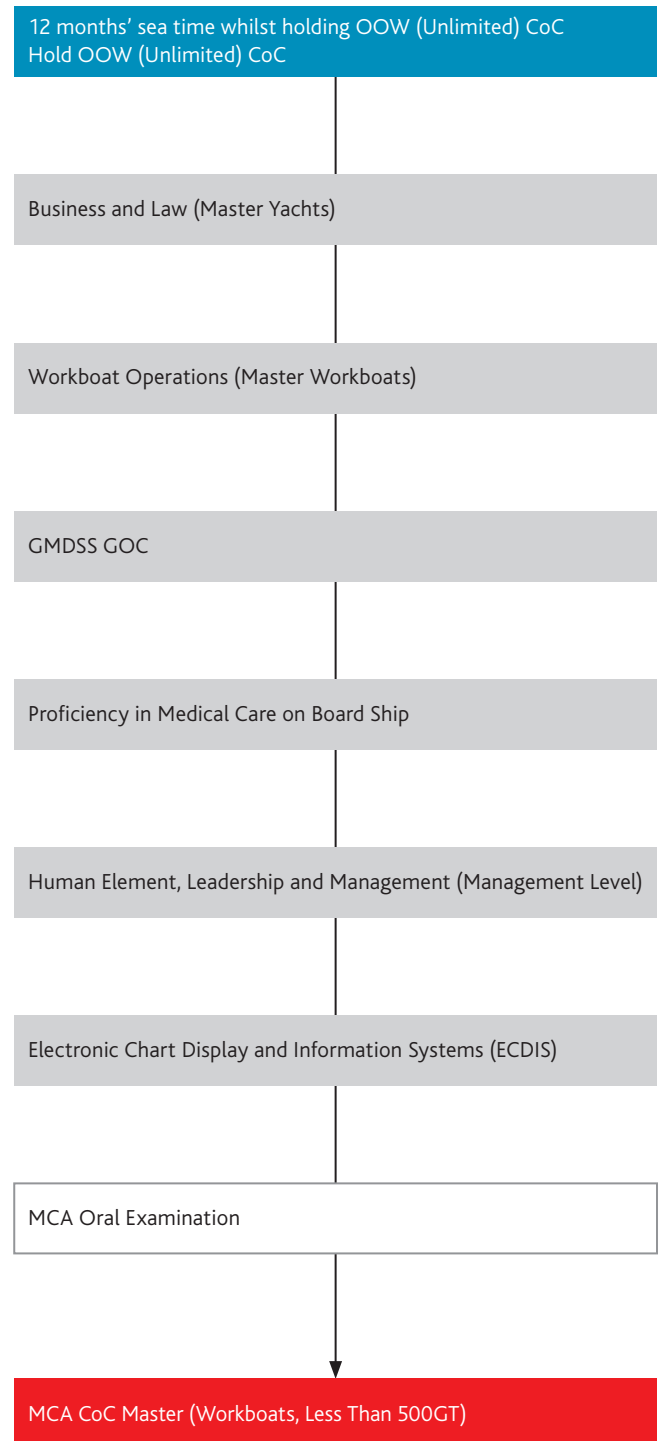 12 months’ sea time whilst holding OOW (Unlimited) CoC
Hold OOW (Unlimited) CoC
Business and Law (Master Yachts)
Workboat Operations (Master Workboats)
GMDSS GOC
Proficiency in Medical Care on Board Ship
Human Element, Leadership and Management (Management Level)
Electronic Chart Display and Information Systems (ECDIS)
MCA Oral Examination
MCA CoC Master (Workboats, Less Than 500GT)